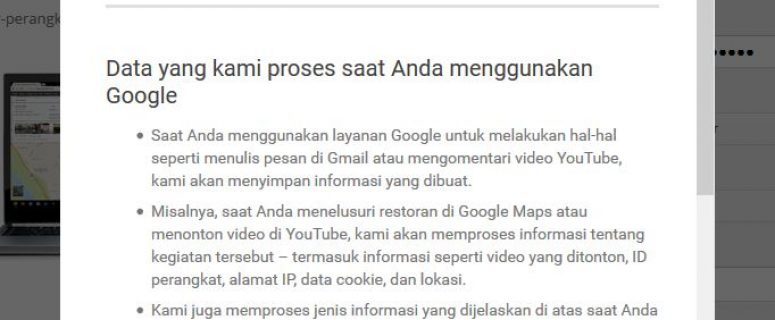 -perangk
Data yang kami proses saat Anda menggunakan
Google
• Saat Anda menggunakan layanan Google untuk melakukan hal-hal
seperti menulis pesan di Gmail atau mengomentari video YouTube,
kami akan menyimpan informasi yang dibuat.
• Misalnya, saat Anda menelusuri restoran di Google Maps atau
menonton video di YouTube, kami akan memproses informasi tentang
kegiatan tersebut – termasuk informasi seperti video yang ditonton, ID
perangkat, alamat IP, data cookie, dan lokasi.
• Kami juga memproses jenis informasi yang dijelaskan di atas saat Anda